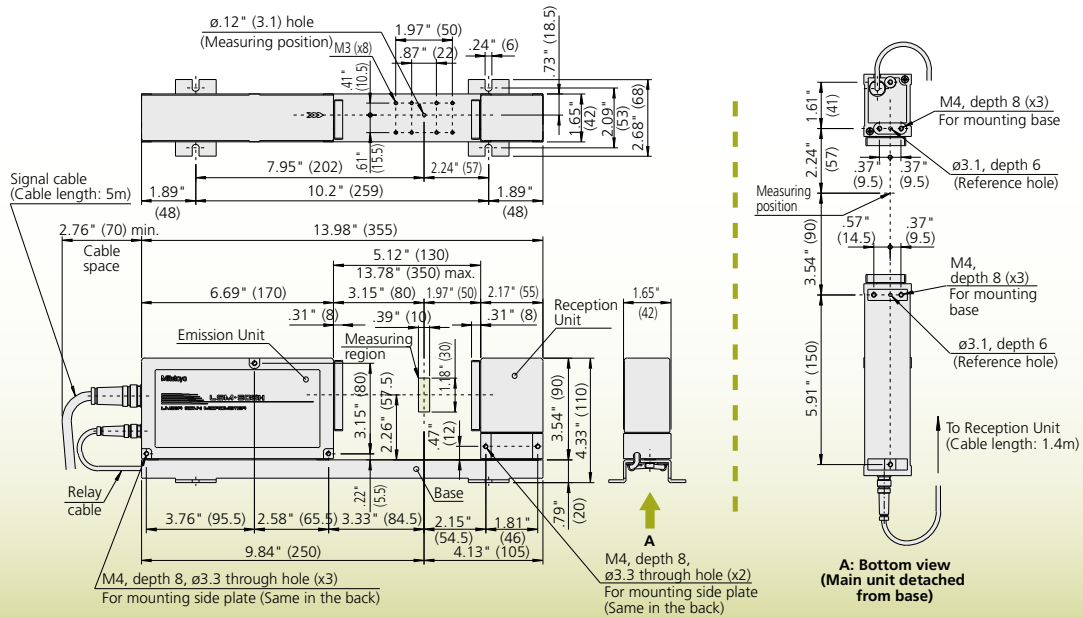 ø.12" (3.1) hole
(Measuring position)
1.97" (50)
M3 (x8)
.87" (22)
.24" (6)
.73" (18.5)
.41"
(10.5)
.61"
(15.5)
1.65"
(42)
2.09"
(53)
2.68" (68)
7.95" (202)
2.24" (57)
1.89"
(48)
10.2" (259)
1.89"
(48)
Signal cable
(Cable length: 5m)
2.76" (70) min.
Cable
space
13.98" (355)
5.12" (130)
13.78" (350) max.
6.69" (170)
3.15" (80)
1.97" (50)
2.17" (55)
.31" (8)
.39" (10)
.31" (8)
Reception
Unit
1.65"
(42)
Emission Unit
Measuring
region
1.18" (30)
Mitutoyo
LASER SCAN MICROMETER
3.15" (80)
2.26" (57.5)
.47"
(12)
3.54" (90)
4.33" (110)
Relay
cable
.22"
(5.5)
Base
.79"
(20)
3.76" (95.5)
2.58" (65.5)
3.33" (84.5)
2.15"
(54.5)
1.81"
(46)
9.84" (250)
4.13" (105)
M4, depth 8, ø3.3 through hole (x3)
For mounting side plate (Same in the back)
M4, depth 8,
ø3.3 through hole (x2)
For mounting side plate
(Same in the back)
A
1.61"
(41)
M4, depth 8 (x3)
For mounting base
2.24"
(57)
ø3.1, depth 6
(Reference hole)
.37"
(9.5)
.37"
(9.5)
Measuring
position
.57"
(14.5)
.37"
(9.5)
3.54" (90)
M4,
depth 8 (x3)
For mounting
base
ø3.1, depth 6
(Reference hole)
5.91" (150)
To Reception Unit
(Cable length: 1.4m)
A: Bottom view
(Main unit detached
from base)